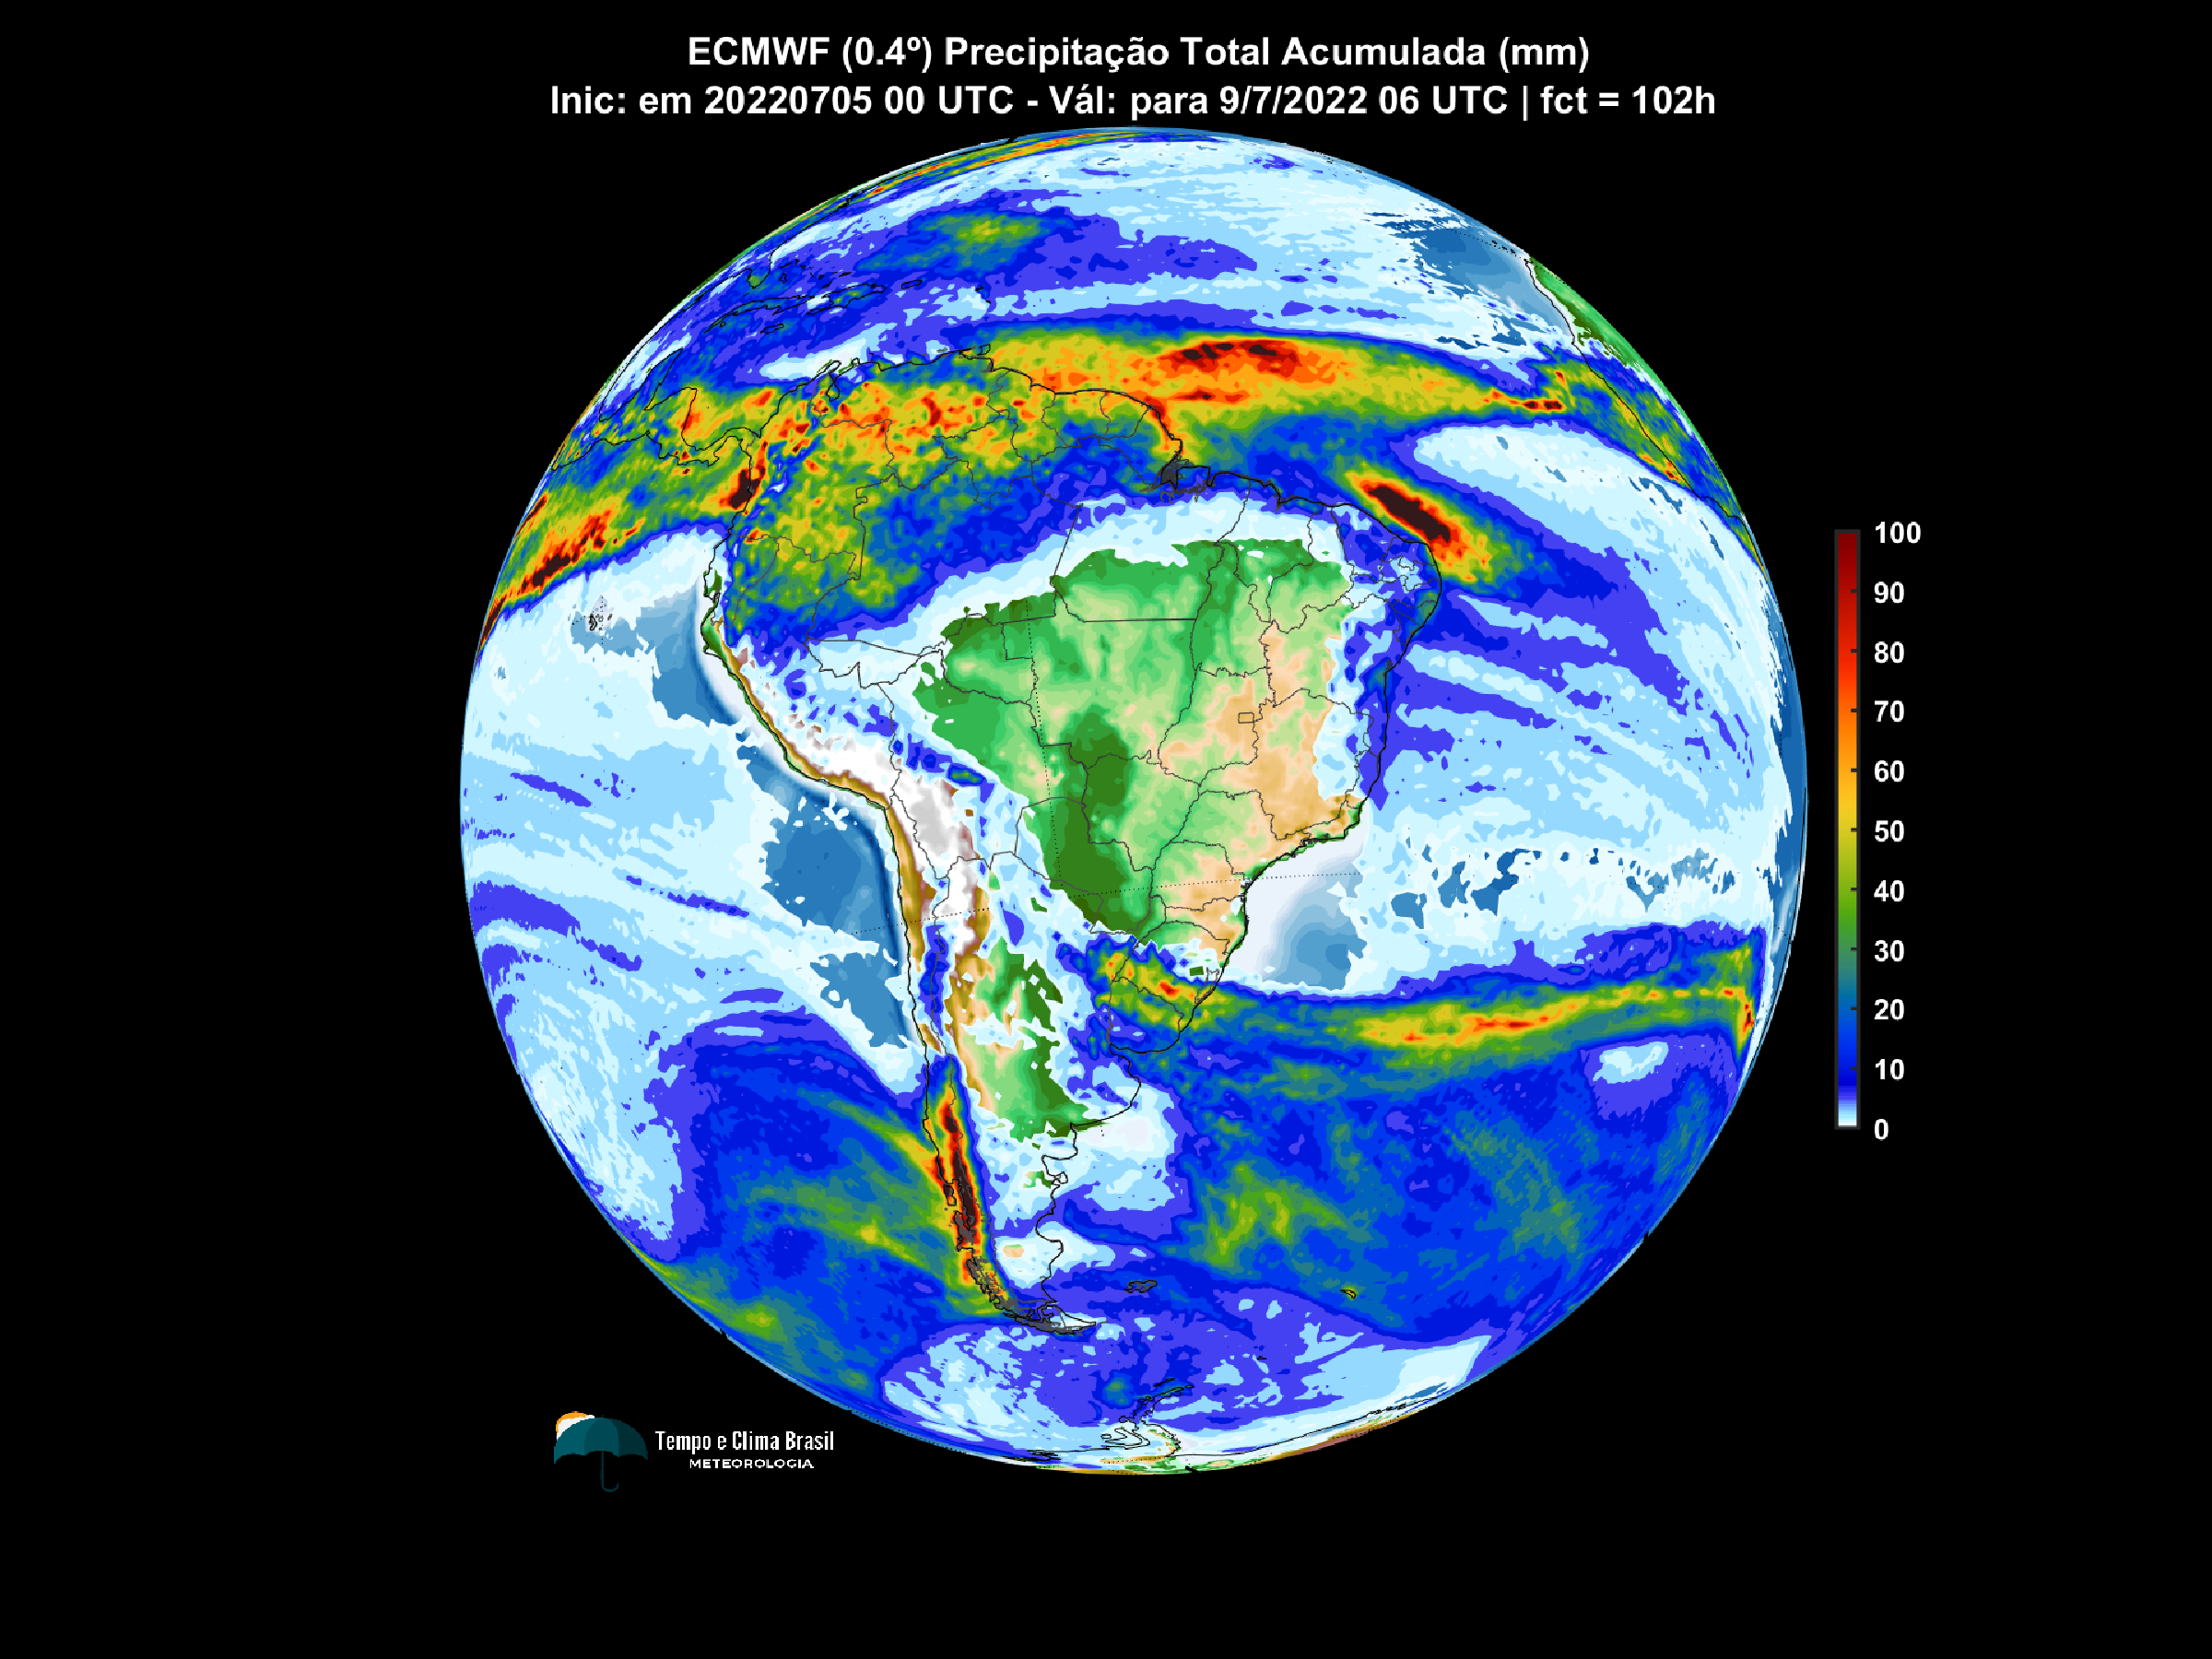 ECMWF (0.4º) Precipitação Total Acumulada (mm)
Inic: em 20220705 00 UTC - Vál: para 9/7/2022 06 UTC | fct = 102h
100
90
80
70
60
50
40
30
20
10
0
Tempo e Clima Brasil
METEOROLOGIA